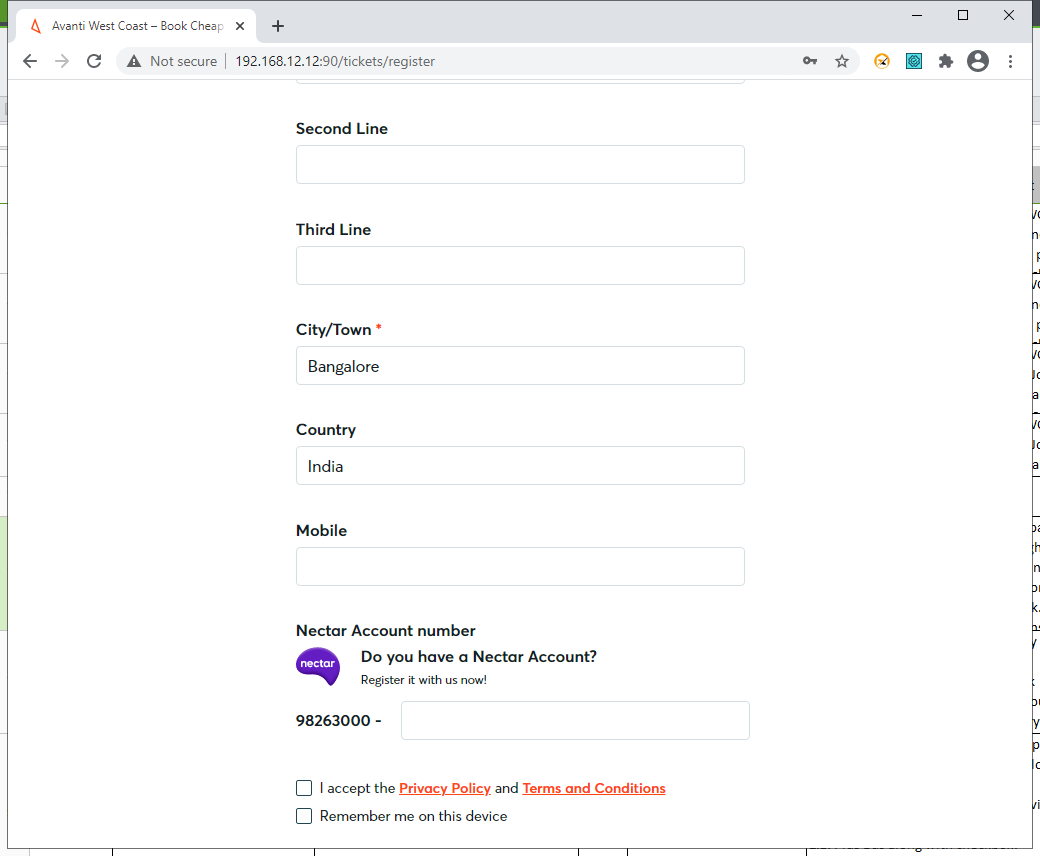 Avanti West Coast – Book Cheap
Not secure
192.168.12.12:90/tickets/register
Second Line
Third Line
City/Town *
Bangalore
Country
India
Mobile
Nectar Account number
nectar
Do you have a Nectar Account?
Register it with us now!
98263000 -
I accept the Privacy Policy and Terms and Conditions
Remember me on this device